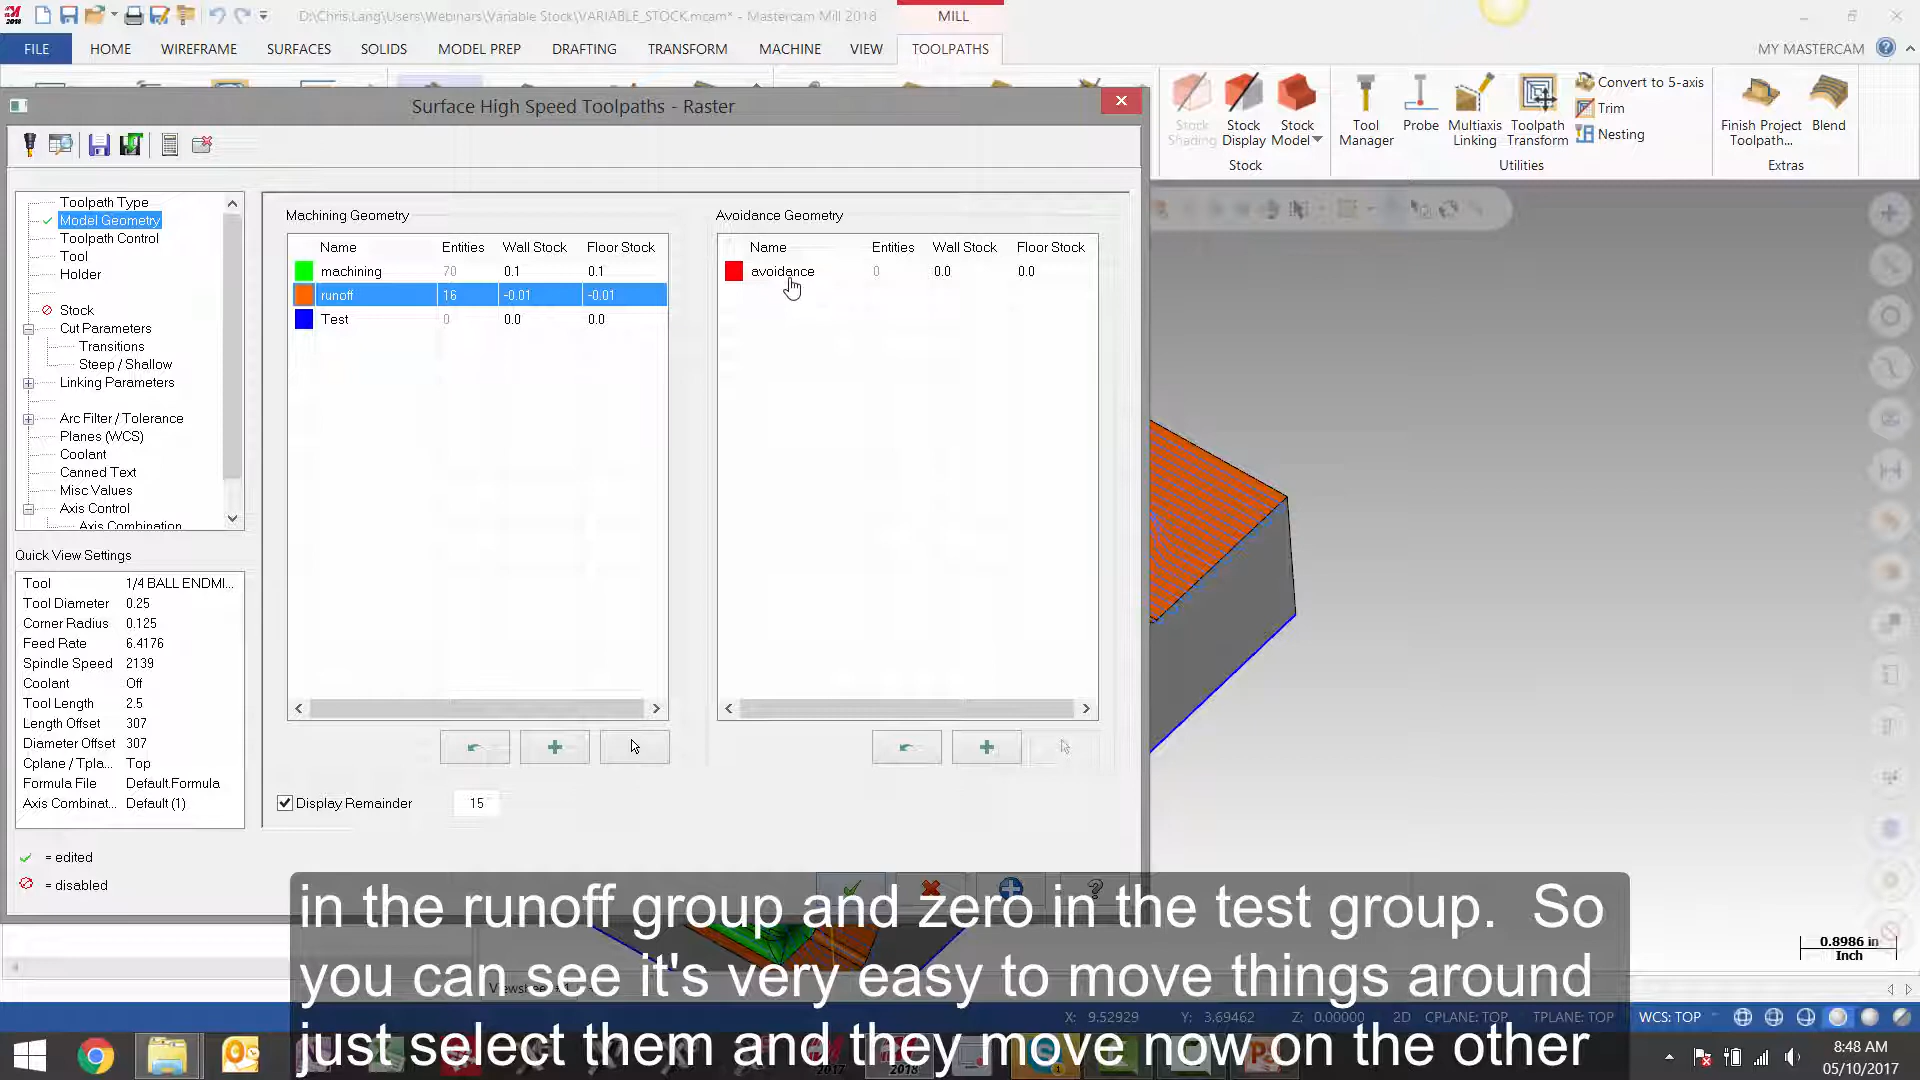 D:\Chris.Lang\Users\Webinars\Variable Stock\VARIABLE_STOCK.mcam* - Mastercam Mill 2018
MILL
FILE HOME WIREFRAME SURFACES SOLIDS MODEL PREP DRAFTING TRANSFORM MACHINE VIEW TOOLPATHS MY MASTERCAM
Stock Shading
Stock Display
Stock Model
Stock
Tool Manager
Probe
Multiaxis Linking
Toolpath Transform
Convert to 5-axis
Trim
Nesting
Utilities
Finish Project Toolpath...
Blend
Extras
Surface High Speed Toolpaths - Raster
Toolpath Type
Model Geometry
Toolpath Control
Tool
Holder
Stock
Cut Parameters
Transitions
Steep / Shallow
Linking Parameters
Arc Filter / Tolerance
Planes (WCS)
Coolant
Canned Text
Misc Values
Axis Control
Axis Combination
Machining Geometry
Name Entities Wall Stock Floor Stock
machining 70 0.1 0.1
runoff 16 -0.01 -0.01
Test 0 0.0 0.0
Avoidance Geometry
Name Entities Wall Stock Floor Stock
avoidance 0 0.0 0.0
Display Remainder 15
Quick View Settings
Tool 1/4 BALL ENDMI...
Tool Diameter 0.25
Corner Radius 0.125
Feed Rate 6.4176
Spindle Speed 2139
Coolant Off
Tool Length 2.5
Length Offset 307
Diameter Offset 307
Cplane / Tpla... Top
Formula File Default.Formula
Axis Combinat... Default (1)
= edited
= disabled
in the runoff group and zero in the test group. So
you can see it's very easy to move things around
just select them and they move now on the other
0.8986 in
Inch
X: 9.52929 Y: 3.69462 Z: 0.00000 2D CPLANE: TOP TPLANE: TOP WCS: TOP
8:48 AM
05/10/2017